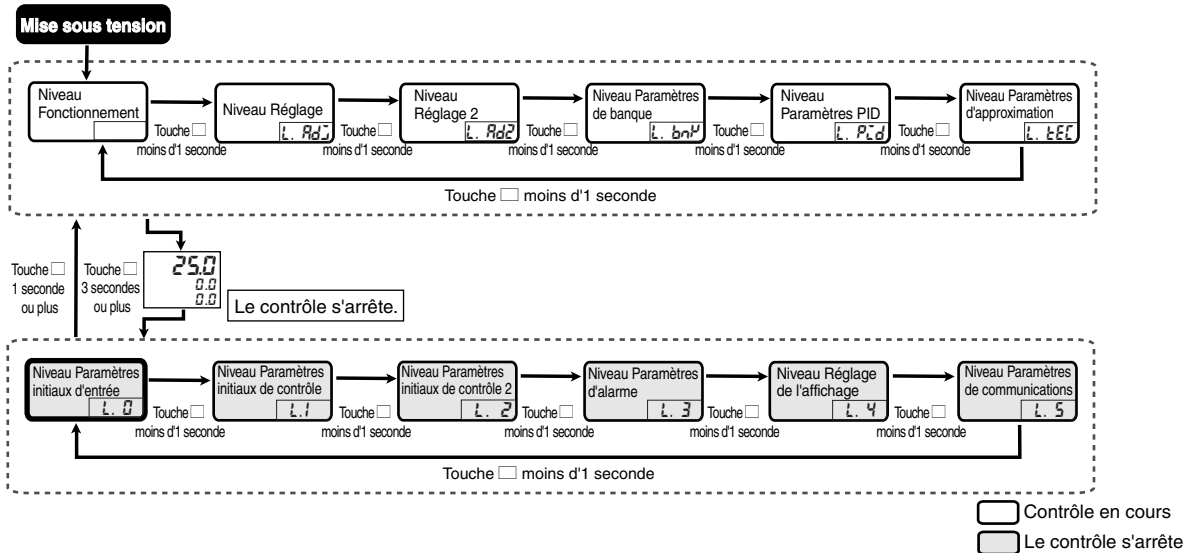 Mise sous tension
Niveau
Fonctionnement
Niveau Réglage
L. Adj
Niveau
Réglage 2
L. Ad2
Niveau Paramètres
de banque
L. bnk
Niveau
Paramètres PID
L. Pid
Niveau Paramètres
d'approximation
L. tEC
Touche □
moins d'1 seconde
Touche □
moins d'1 seconde
Touche □
moins d'1 seconde
Touche □
moins d'1 seconde
Touche □
moins d'1 seconde
Touche □ moins d'1 seconde
Touche □
1 seconde
ou plus
Touche □
3 secondes
ou plus
25.0
0.0
0.0
Le contrôle s'arrête.
Niveau Paramètres
initiaux d'entrée
L. 0
Niveau Paramètres
initiaux de contrôle
L.1
Niveau Paramètres
initiaux de contrôle 2
L. 2
Niveau Paramètres
d'alarme
L. 3
Niveau Réglage
de l'affichage
L. 4
Niveau Paramètres
de communications
L. 5
Touche □
moins d'1 seconde
Touche □
moins d'1 seconde
Touche □
moins d'1 seconde
Touche □
moins d'1 seconde
Touche □
moins d'1 seconde
Touche □ moins d'1 seconde
Contrôle en cours
Le contrôle s'arrête